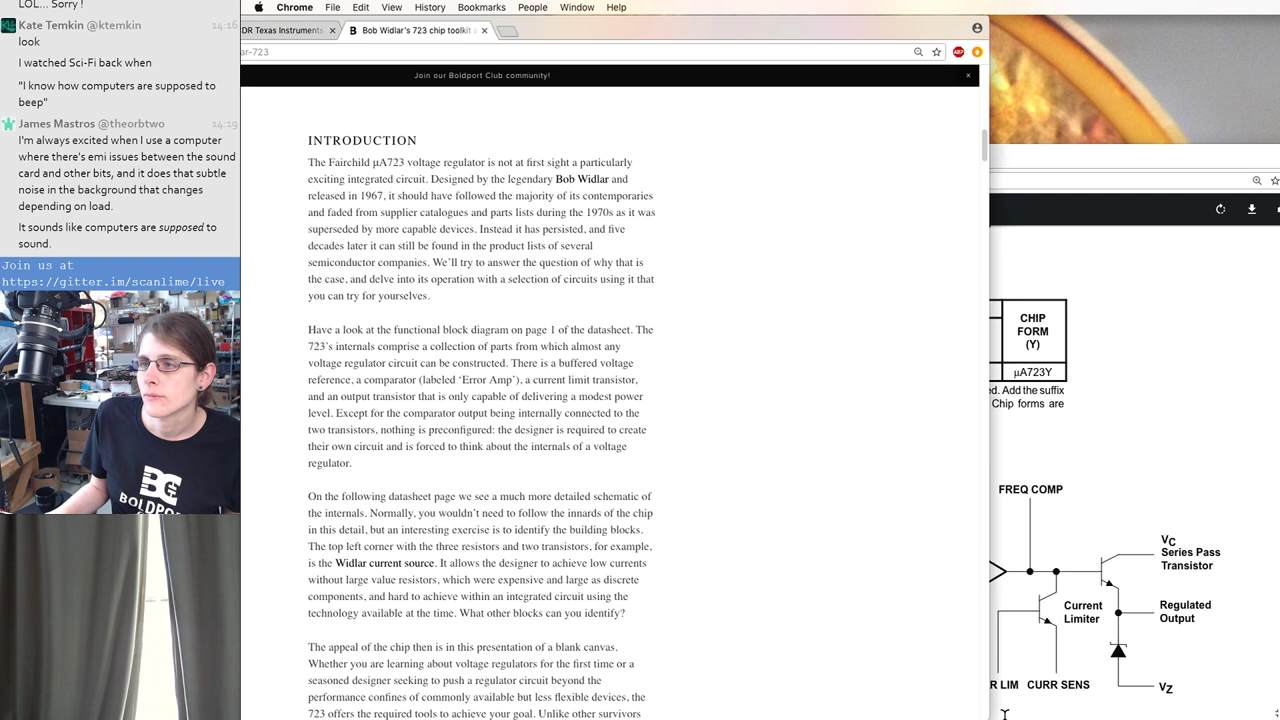 LOL... Sorry !
Kate Temkin @ktemkin 14:16
look
I watched Sci-Fi back when
"I know how computers are supposed to
beep"
James Mastros @theorbtwo 14:19
I'm always excited when I use a computer
where there's emi issues between the sound
card and other bits, and it does that subtle
noise in the background that changes
depending on load.
It sounds like computers are supposed to
sound.
Join us at
https://gitter.im/scanlime/live
BOLDPOR
Chrome File Edit View History Bookmarks People Window Help
DR Texas Instruments
Bob Widlar's 723 chip toolkit
ar-723
ABP
Join our Boldport Club community!
INTRODUCTION
The Fairchild µA723 voltage regulator is not at first sight a particularly
exciting integrated circuit. Designed by the legendary Bob Widlar and
released in 1967, it should have followed the majority of its contemporaries
and faded from supplier catalogues and parts lists during the 1970s as it was
superseded by more capable devices. Instead it has persisted, and five
decades later it can still be found in the product lists of several
semiconductor companies. We'll try to answer the question of why that is
the case, and delve into its operation with a selection of circuits using it that
you can try for yourselves.
Have a look at the functional block diagram on page 1 of the datasheet. The
723's internals comprise a collection of parts from which almost any
voltage regulator circuit can be constructed. There is a buffered voltage
reference, a comparator (labeled 'Error Amp'), a current limit transistor,
and an output transistor that is only capable of delivering a modest power
level. Except for the comparator output being internally connected to the
two transistors, nothing is preconfigured: the designer is required to create
their own circuit and is forced to think about the internals of a voltage
regulator.
On the following datasheet page we see a much more detailed schematic of
the internals. Normally, you wouldn't need to follow the innards of the chip
in this detail, but an interesting exercise is to identify the building blocks.
The top left corner with the three resistors and two transistors, for example,
is the Widlar current source. It allows the designer to achieve low currents
without large value resistors, which were expensive and large as discrete
components, and hard to achieve within an integrated circuit using the
technology available at the time. What other blocks can you identify?
The appeal of the chip then is in this presentation of a blank canvas.
Whether you are learning about voltage regulators for the first time or a
seasoned designer seeking to push a regulator circuit beyond the
performance confines of commonly available but less flexible devices, the
723 offers the required tools to achieve your goal. Unlike other survivors
CHIP
FORM
(Y)
µA723Y
ed. Add the suffix
Chip forms are
FREQ COMP
VC
Series Pass
Transistor
Current
Limiter
Regulated
Output
R LIM
CURR SENS
VZ